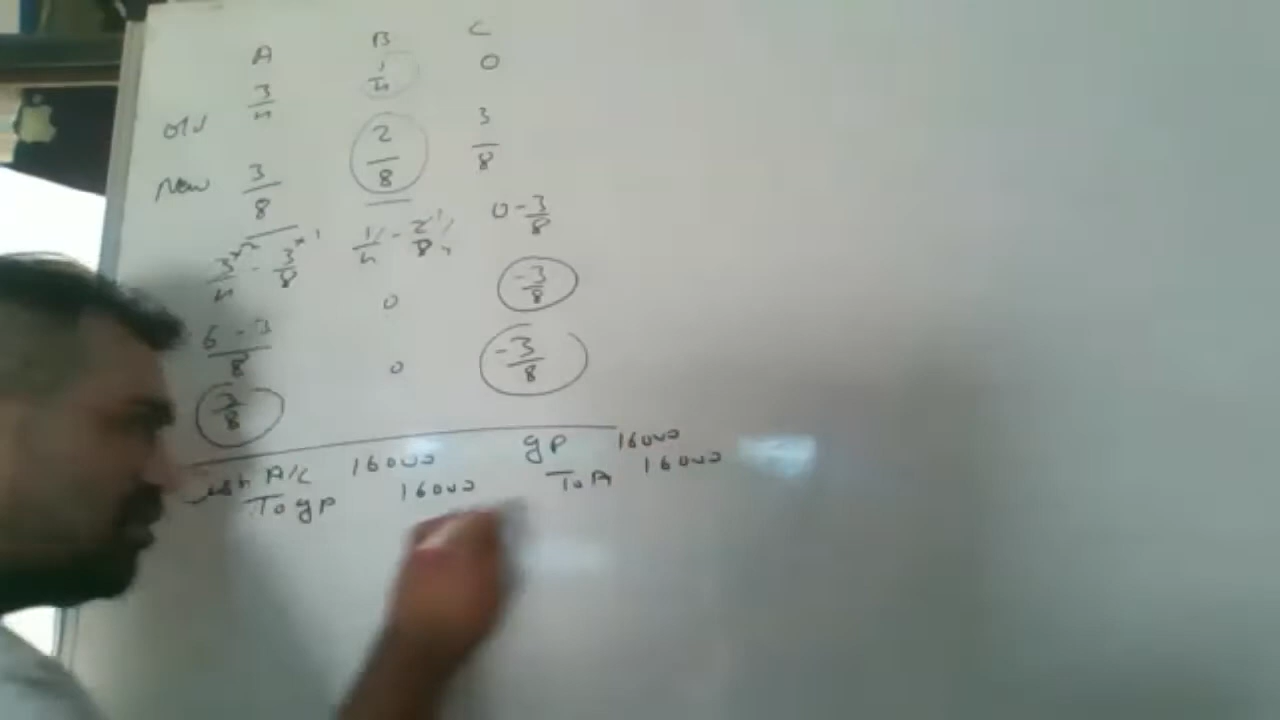 A B C
old 3/4 1/4 0
New 3/8 2/8 3/8
3/4 × 2 - 3/8 × 1 1/4 - 2/8 0 - 3/8
0 -3/8
6 - 3/8 0 -3/8
3/8
A/C 16000 gp 16000
To gp 16000 To A 16000